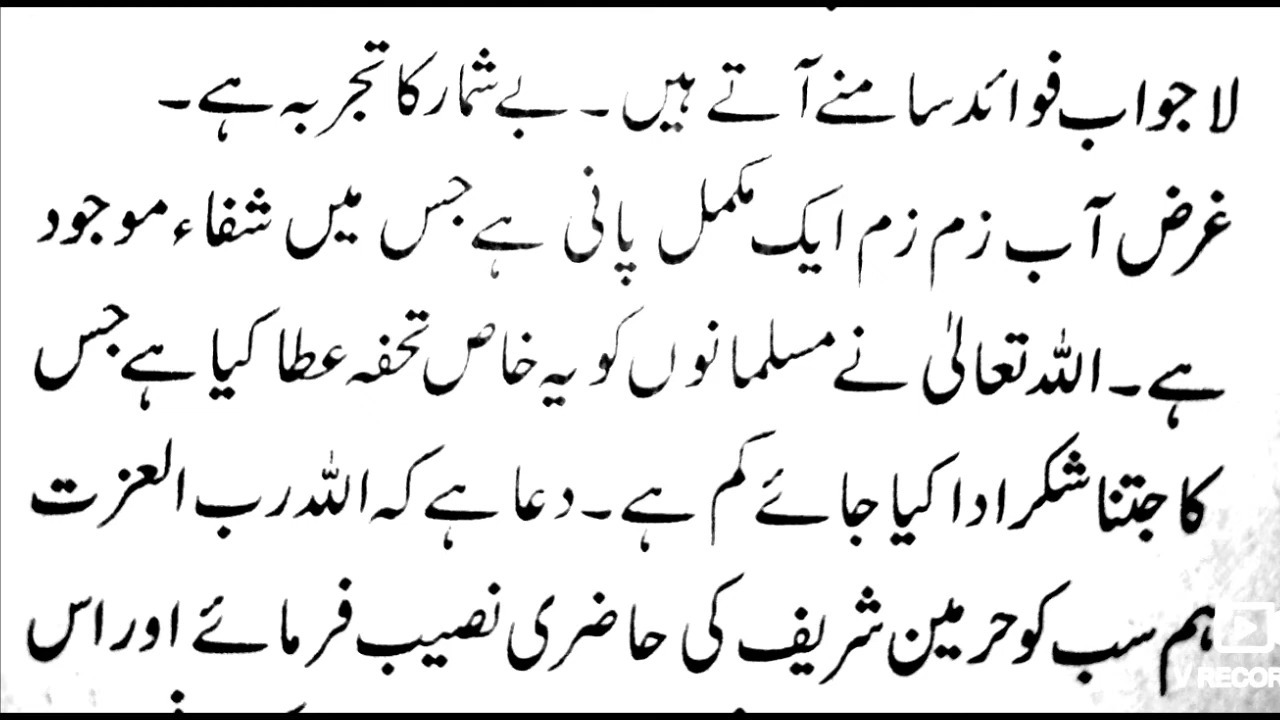 لا جواب فوائد سامنے آتے ہیں۔ بے شمار کا تجربہ ہے۔
غرض آب زم زم ایک مکمل پانی ہے جس میں شفاء موجود
ہے۔ اللہ تعالیٰ نے مسلمانوں کو یہ خاص تحفہ عطا کیا ہے جس
کا جتنا شکر ادا کیا جائے کم ہے۔ دعا ہے کہ اللہ رب العزت
ہم سب کو حرمین شریف کی حاضری نصیب فرمائے اور اس
V RECOR